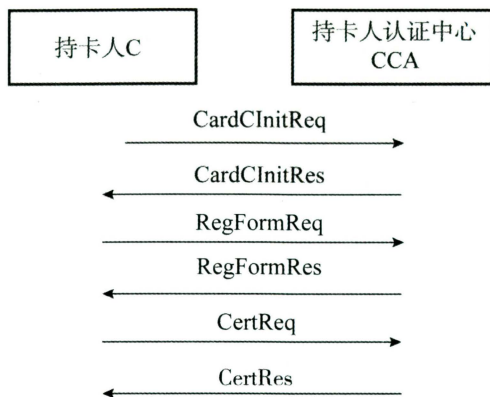 持卡人C
持卡人认证中心
CCA
CardCInitReq
CardCInitRes
RegFormReq
RegFormRes
CertReq
CertRes